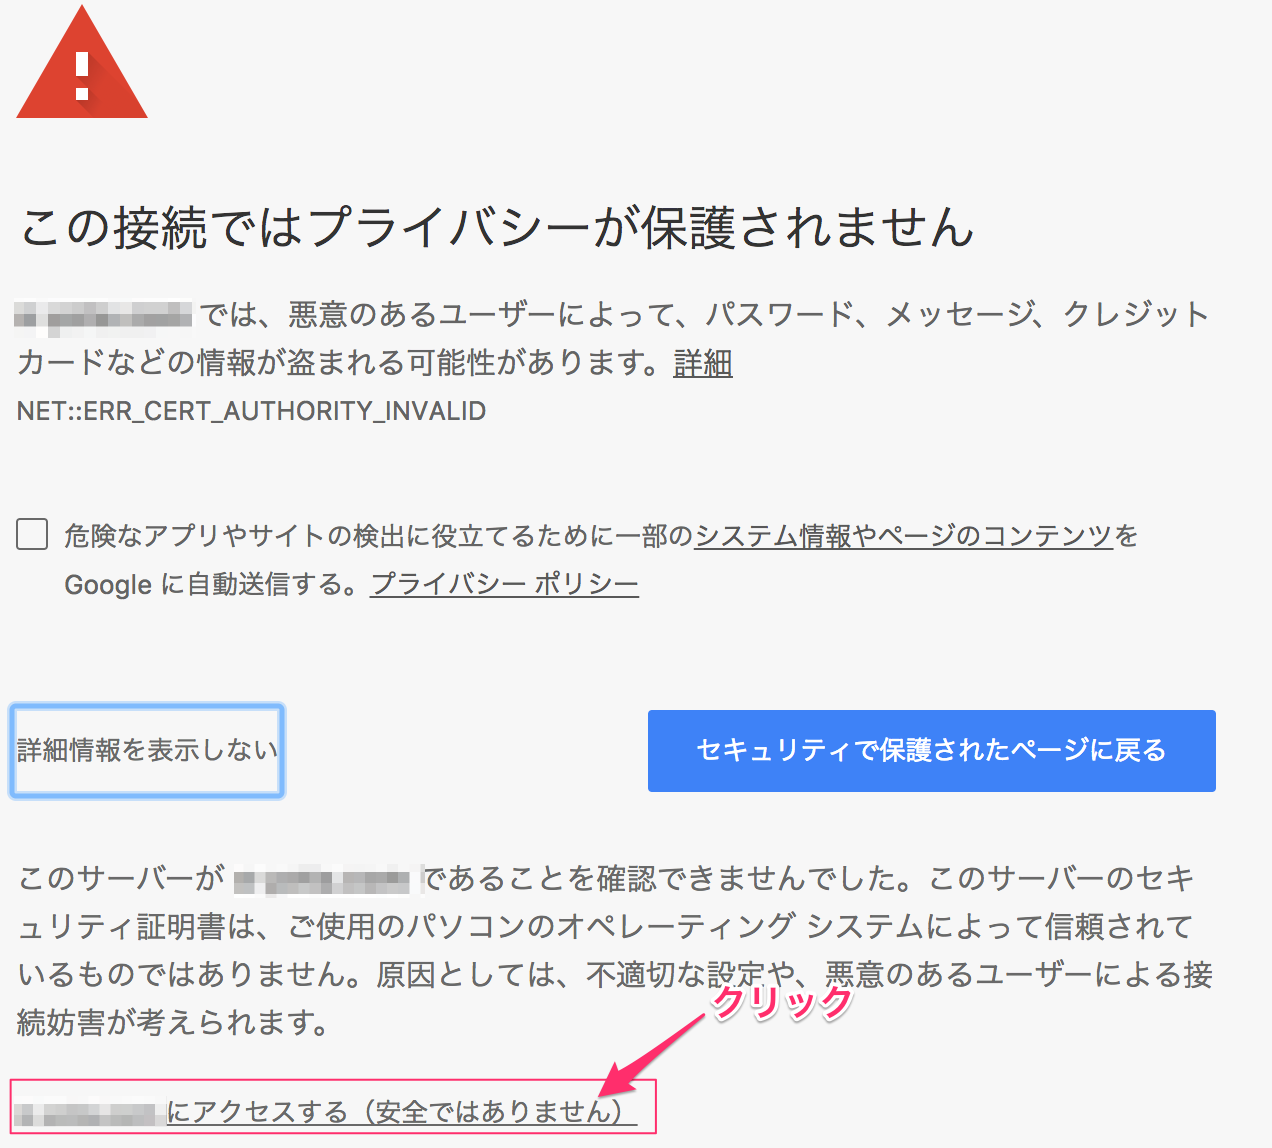 この接続ではプライバシーが保護されません
では、悪意のあるユーザーによって、パスワード、メッセージ、クレジット
カードなどの情報が盗まれる可能性があります。詳細
NET::ERR_CERT_AUTHORITY_INVALID
危険なアプリやサイトの検出に役立てるために一部のシステム情報やページのコンテンツを
Google に自動送信する。プライバシー ポリシー
詳細情報を表示しない
セキュリティで保護されたページに戻る
このサーバーが であることを確認できませんでした。このサーバーのセキ
ュリティ証明書は、ご使用のパソコンのオペレーティング システムによって信頼されて
いるものではありません。原因としては、不適切な設定や、悪意のあるユーザーによる接
続妨害が考えられます。
クリック
にアクセスする（安全ではありません）